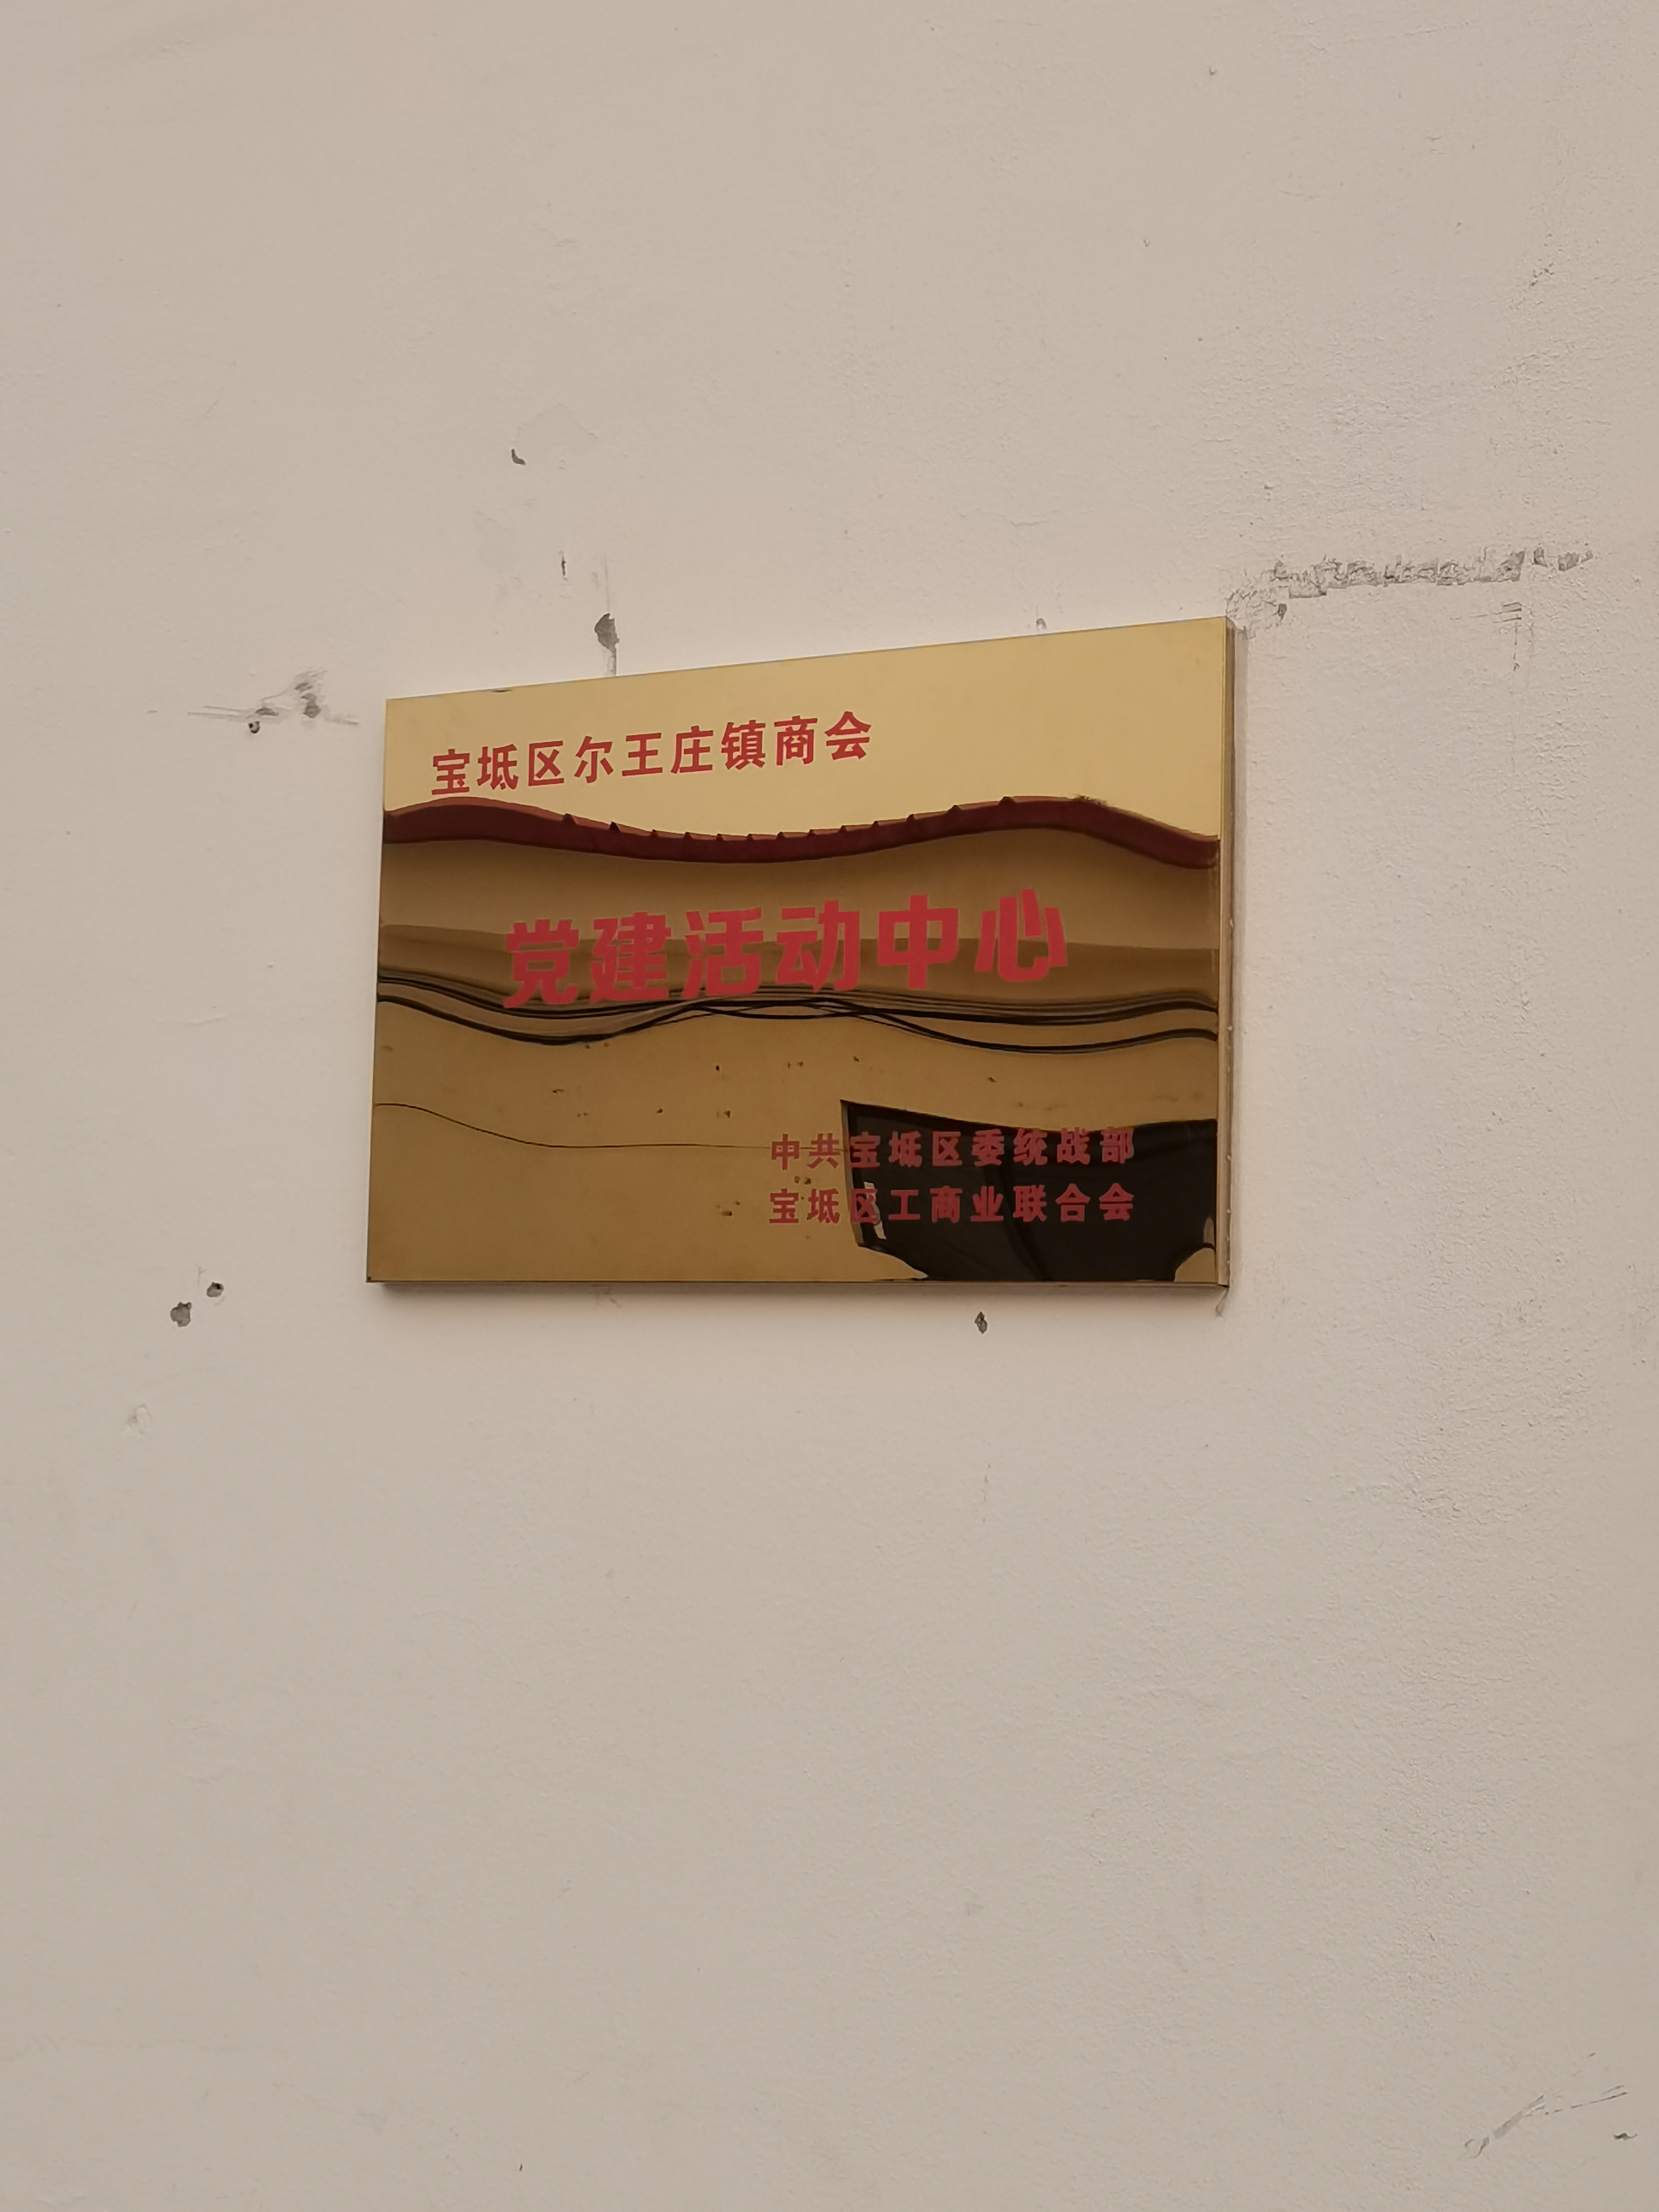 宝坻区尔王庄镇商会
党建活动中心
中共宝坻区委统战部
宝坻区工商业联合会